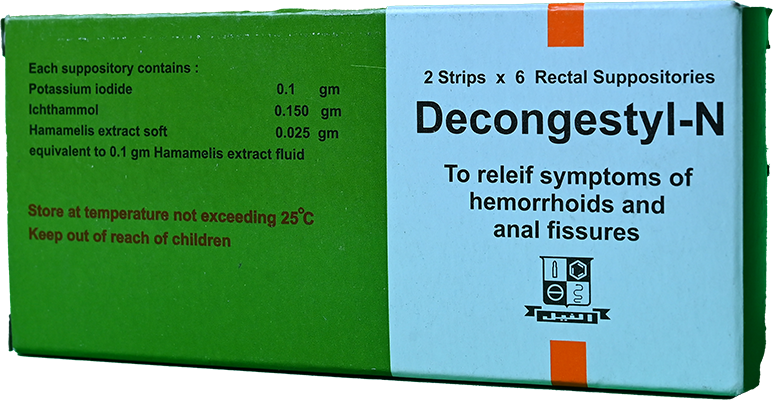 Each suppository contains :
Potassium iodide 0.1 gm
Ichthammol 0.150 gm
Hamamelis extract soft 0.025 gm
equivalent to 0.1 gm Hamamelis extract fluid
Store at temperature not exceeding 25°C
Keep out of reach of children
2 Strips x 6 Rectal Suppositories
Decongestyl-N
To releif symptoms of
hemorrhoids and
anal fissures
النيل